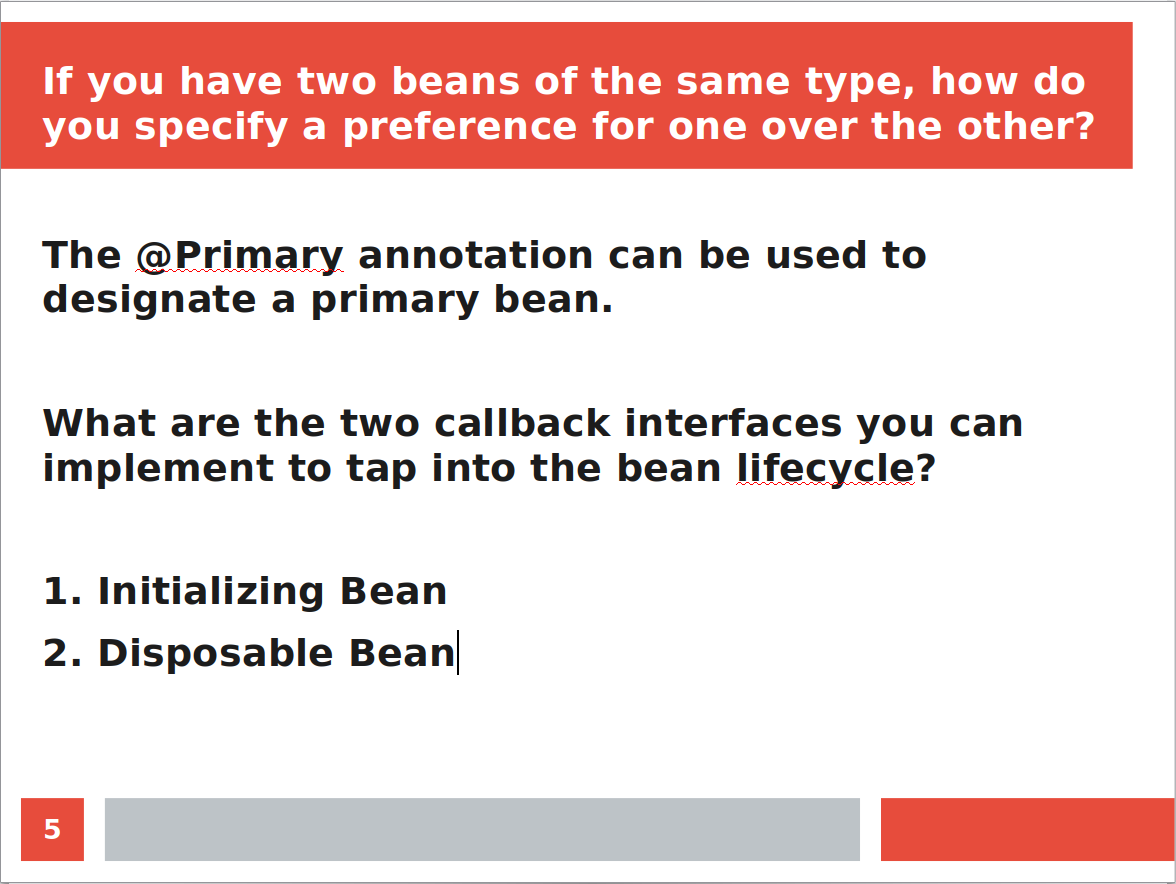 If you have two beans of the same type, how do
you specify a preference for one over the other?
The @Primary annotation can be used to
designate a primary bean.
What are the two callback interfaces you can
implement to tap into the bean lifecycle?
1. Initializing Bean
2. Disposable Bean
5